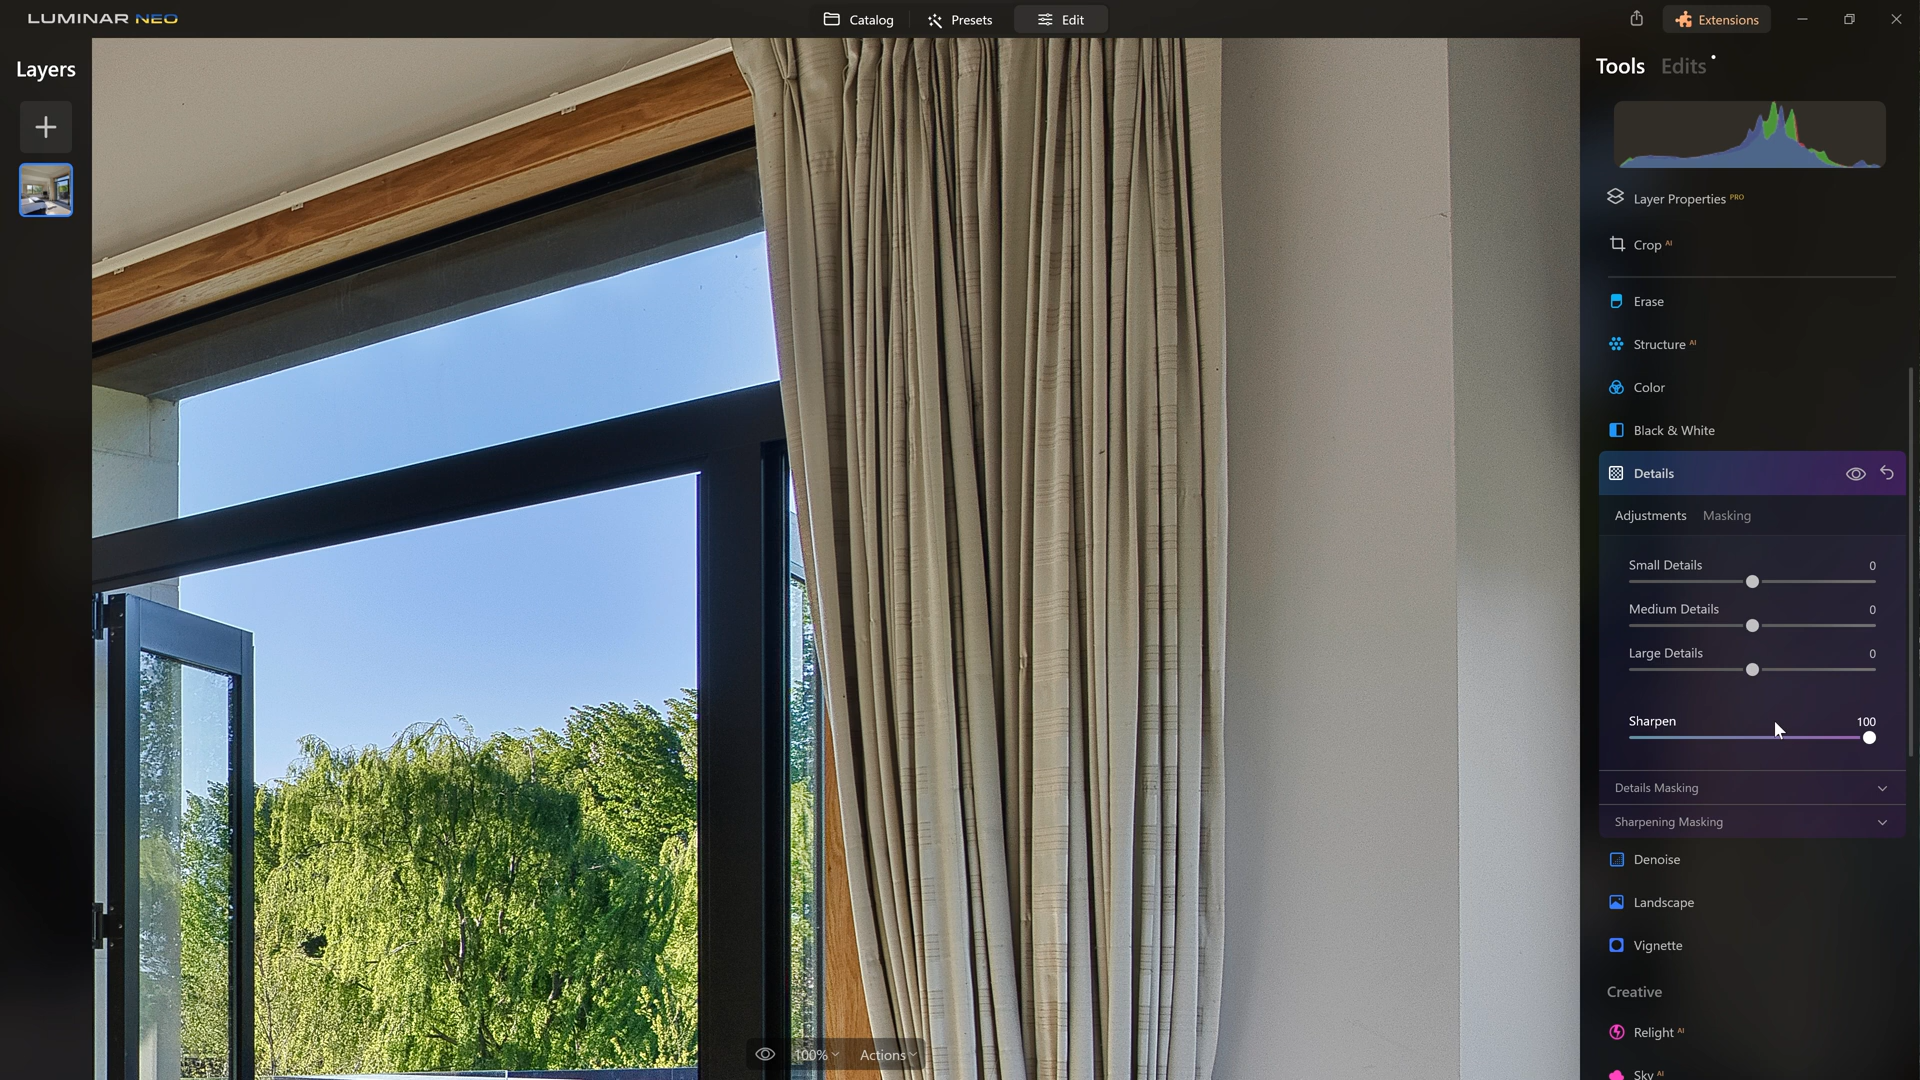 LUMINAR NEO
Catalog
Presets
Edit
Extensions
Layers
Tools
Edits
Layer Properties PRO
Crop AI
Erase
Structure AI
Color
Black & White
Details
Adjustments
Masking
Small Details
0
Medium Details
0
Large Details
0
Sharpen
100
Details Masking
Sharpening Masking
Denoise
Landscape
Vignette
Creative
Relight AI
Sky AI
100%
Actions